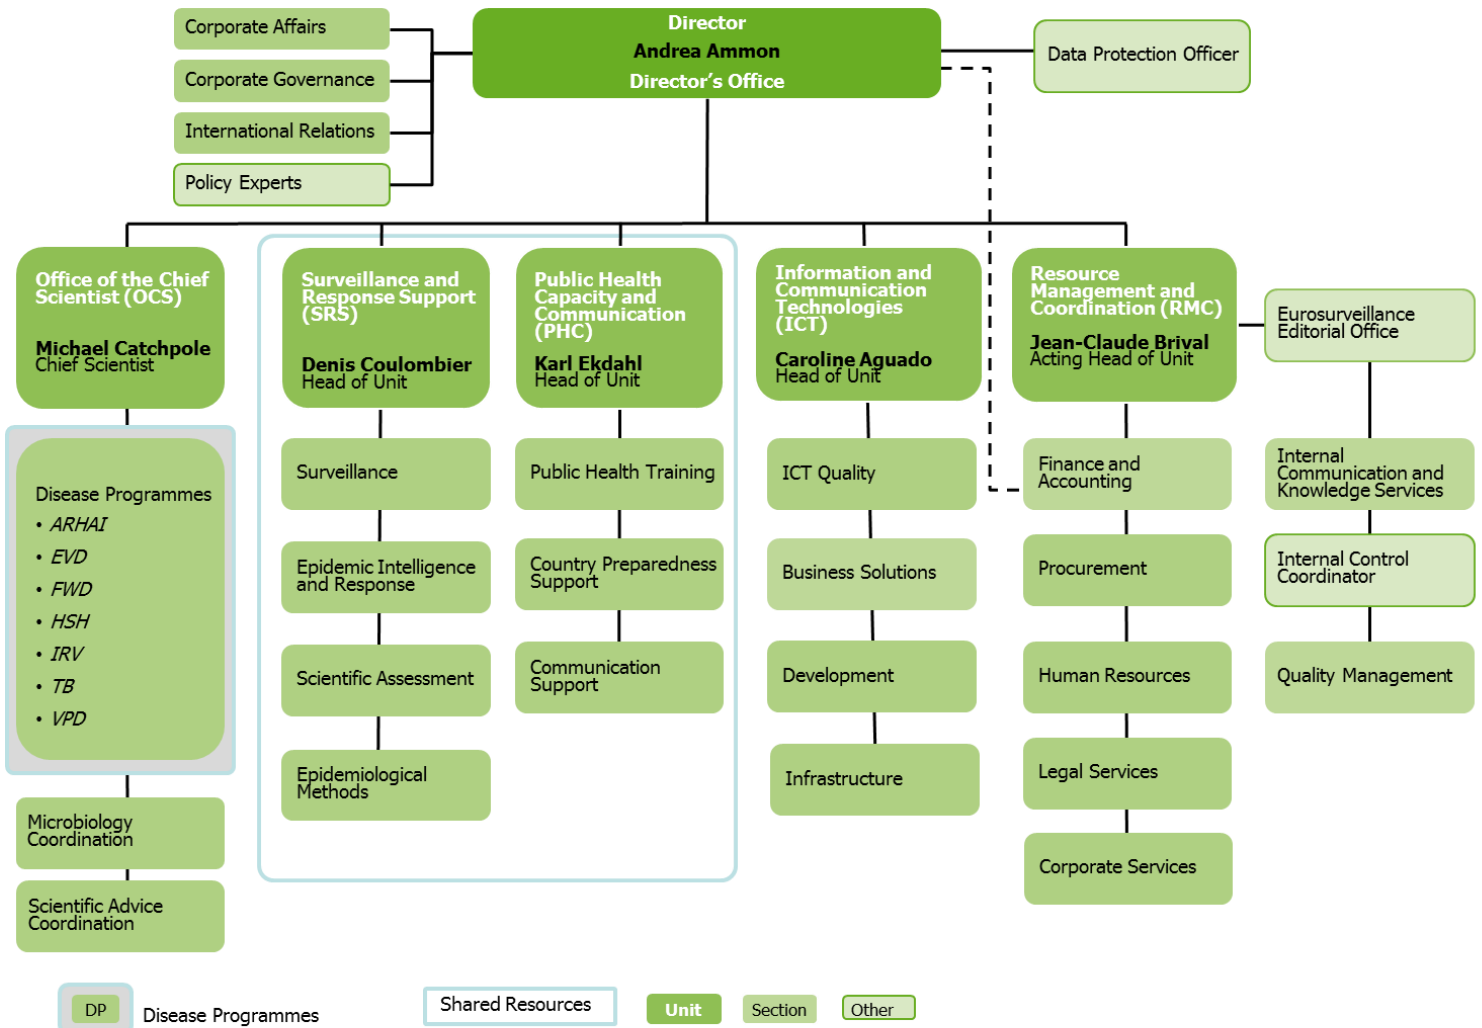 Director
Andrea Ammon
Director's Office
Corporate Affairs
Corporate Governance
International Relations
Policy Experts
Data Protection Officer
Office of the Chief
Scientist (OCS)
Michael Catchpole
Chief Scientist
Disease Programmes
• ARHAI
• EVD
• FWD
• HSH
• IRV
• TB
• VPD
Microbiology
Coordination
Scientific Advice
Coordination
Surveillance and
Response Support
(SRS)
Denis Coulombier
Head of Unit
Surveillance
Epidemic Intelligence
and Response
Scientific Assessment
Epidemiological
Methods
Public Health
Capacity and
Communication
(PHC)
Karl Ekdahl
Head of Unit
Public Health Training
Country Preparedness
Support
Communication
Support
Information and
Communication
Technologies
(ICT)
Caroline Aguado
Head of Unit
ICT Quality
Business Solutions
Development
Infrastructure
Resource
Management and
Coordination (RMC)
Jean-Claude Brival
Acting Head of Unit
Finance and
Accounting
Procurement
Human Resources
Legal Services
Corporate Services
Eurosurveillance
Editorial Office
Internal
Communication and
Knowledge Services
Internal Control
Coordinator
Quality Management
DP
Disease Programmes
Shared Resources
Unit
Section
Other